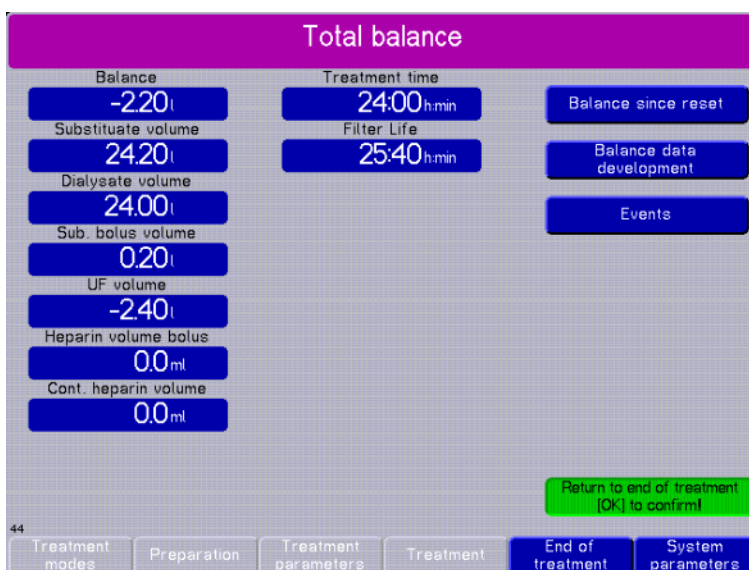 Total balance
Balance
-2.20 l
Substituate volume
24.20 l
Dialysate volume
24.00 l
Sub. bolus volume
0.20 l
UF volume
-2.40 l
Heparin volume bolus
0.0 ml
Cont. heparin volume
0.0 ml
Treatment time
24:00 h:min
Filter Life
25:40 h:min
Balance since reset
Balance data
development
Events
Return to end of treatment
[OK] to confirm!
44
Treatment
modes
Preparation
Treatment
parameters
Treatment
End of
treatment
System
parameters